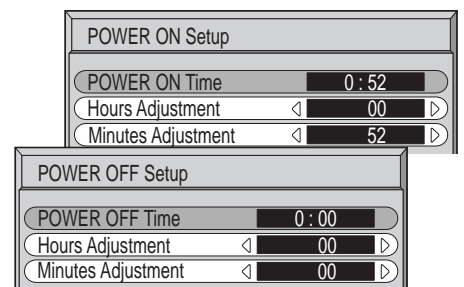 POWER ON Setup
POWER ON Time 0 : 52
Hours Adjustment 00
Minutes Adjustment 52
POWER OFF Setup
POWER OFF Time 0 : 00
Hours Adjustment 00
Minutes Adjustment 00